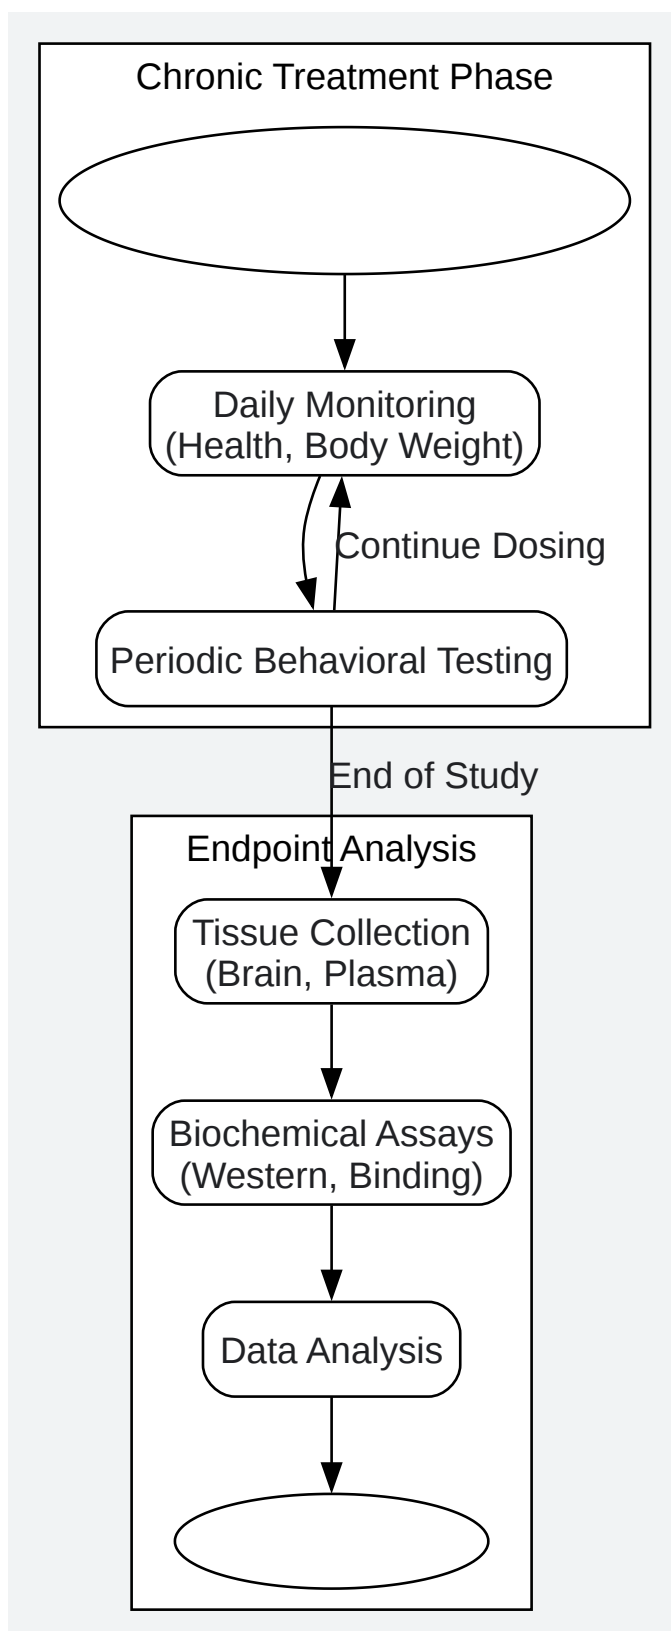 Chronic Treatment Phase
Daily Monitoring
(Health, Body Weight)
Continue Dosing
Periodic Behavioral Testing
End of Study
Endpoint Analysis
Tissue Collection
(Brain, Plasma)
Biochemical Assays
(Western, Binding)
Data Analysis